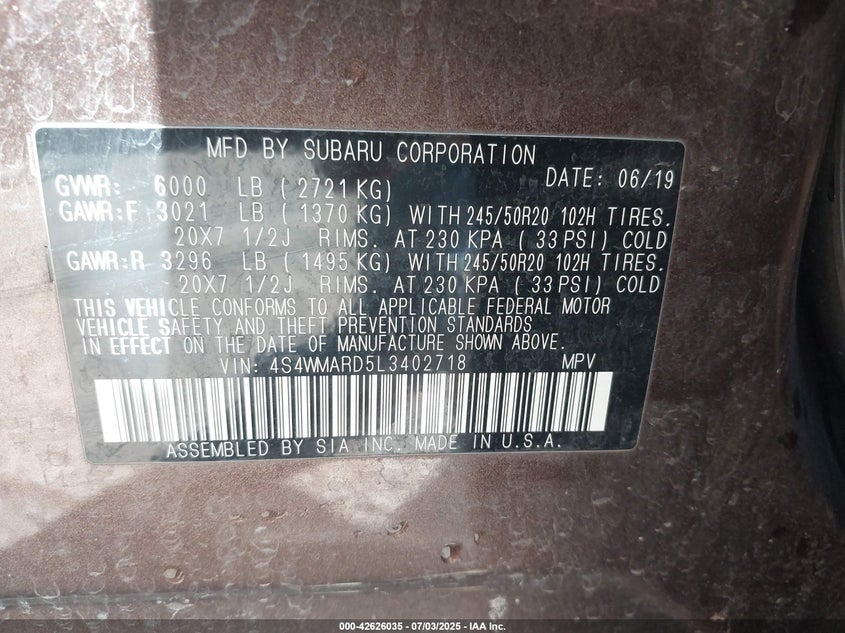 MFD BY SUBARU CORPORATION
GVWR: 6000 LB ( 2721 KG) DATE: 06/19
GAWR:F 3021 LB ( 1370 KG) WITH 245/50R20 102H TIRES.
20X7 1/2J RIMS. AT 230 KPA ( 33 PSI) COLD
GAWR:R 3296 LB ( 1495 KG) WITH 245/50R20 102H TIRES.
20X7 1/2J RIMS. AT 230 KPA ( 33 PSI) COLD
THIS VEHICLE CONFORMS TO ALL APPLICABLE FEDERAL MOTOR
VEHICLE SAFETY AND THEFT PREVENTION STANDARDS
IN EFFECT ON THE DATE OF MANUFACTURE SHOWN ABOVE.
VIN: 4S4WMARD5L3402718 MPV
ASSEMBLED BY SIA INC. MADE IN U.S.A.
000-42626035 - 07/03/2025 - IAA Inc.